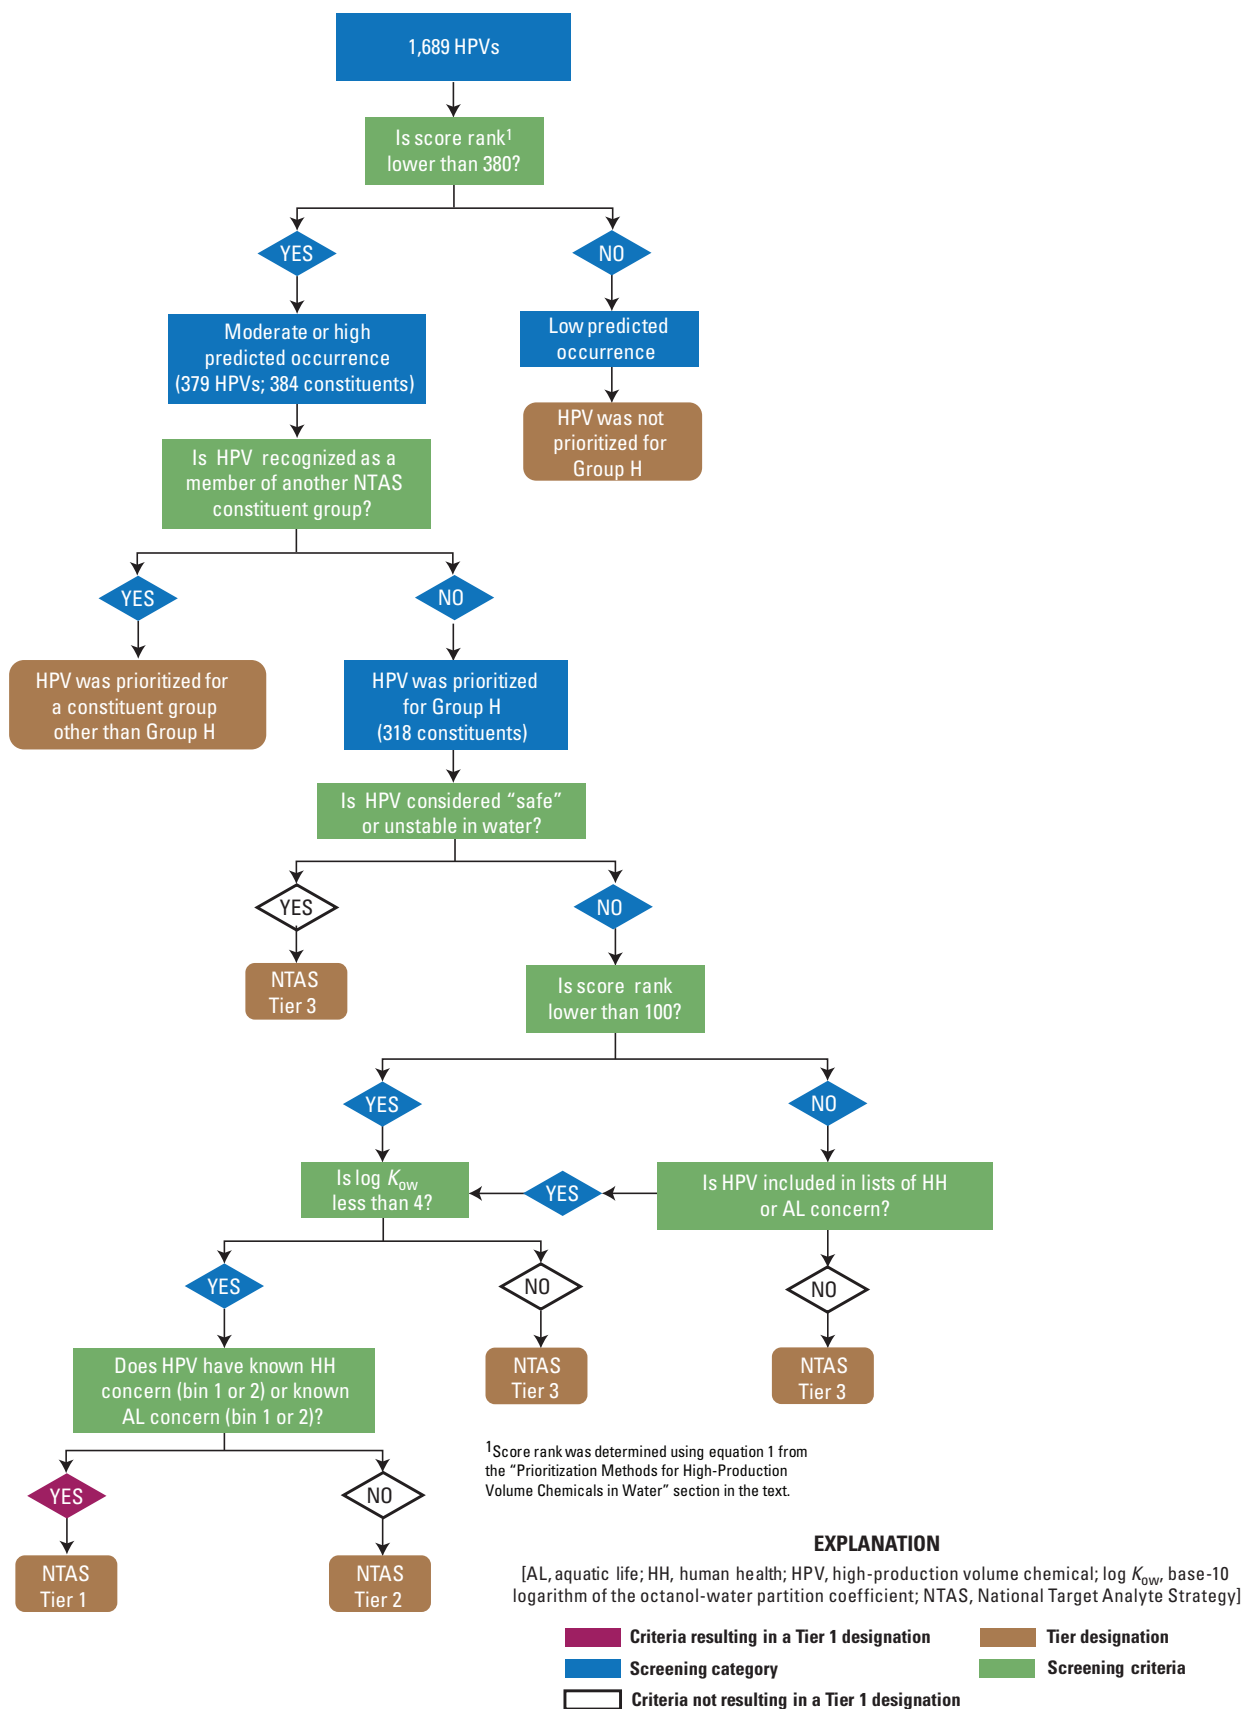 1,689 HPVs
Is score rank1
lower than 380?
YES
NO
Moderate or high
predicted occurrence
(379 HPVs; 384 constituents)
Low predicted
occurrence
HPV was not
prioritized for
Group H
Is HPV recognized as a
member of another NTAS
constituent group?
YES
NO
HPV was prioritized for
a constituent group
other than Group H
HPV was prioritized
for Group H
(318 constituents)
Is HPV considered “safe”
or unstable in water?
YES
NO
NTAS
Tier 3
Is score rank
lower than 100?
YES
NO
Is log Kow
less than 4?
YES
Is HPV included in lists of HH
or AL concern?
YES
NO
NO
Does HPV have known HH
concern (bin 1 or 2) or known
AL concern (bin 1 or 2)?
NTAS
Tier 3
NTAS
Tier 3
YES
NO
1Score rank was determined using equation 1 from
the “Prioritization Methods for High-Production
Volume Chemicals in Water” section in the text.
NTAS
Tier 1
NTAS
Tier 2
EXPLANATION
[AL, aquatic life; HH, human health; HPV, high-production volume chemical; log Kow, base-10
logarithm of the octanol-water partition coefficient; NTAS, National Target Analyte Strategy]
Criteria resulting in a Tier 1 designation
Tier designation
Screening category
Screening criteria
Criteria not resulting in a Tier 1 designation